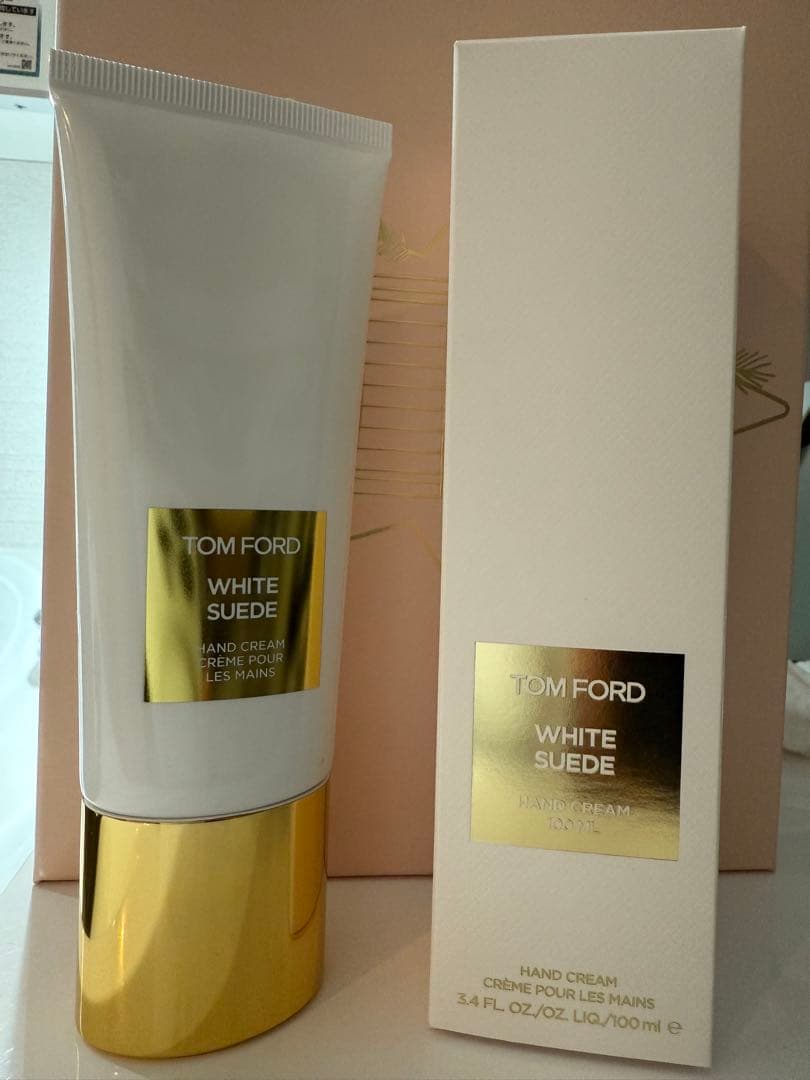 TOM FORD
WHITE
SUEDE
HAND CREAM
CRÈME POUR
LES MAINS
TOM FORD
WHITE
SUEDE
HAND CREAM
100 ML
HAND CREAM
CRÈME POUR LES MAINS
3.4 FL. OZ./OZ. LIQ./100 ml ℮